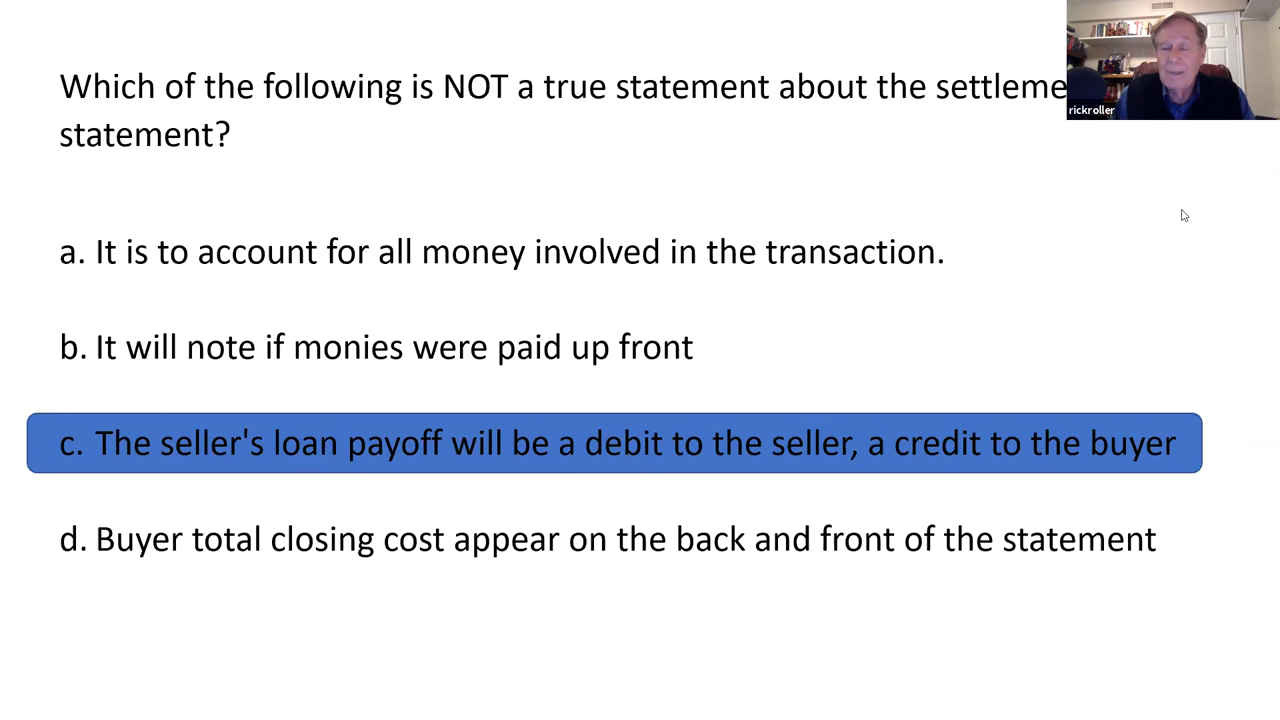 Which of the following is NOT a true statement about the settleme
statement?
rickroller
a. It is to account for all money involved in the transaction.
b. It will note if monies were paid up front
c. The seller's loan payoff will be a debit to the seller, a credit to the buyer
d. Buyer total closing cost appear on the back and front of the statement